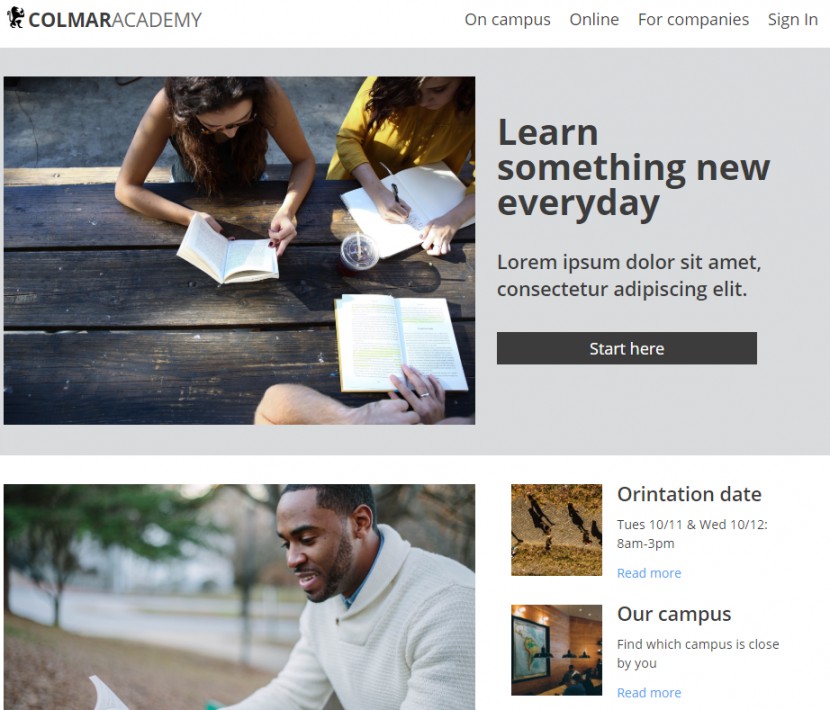 COLMARACADEMY
On campus Online For companies Sign In
Learn
something new
everyday
Lorem ipsum dolor sit amet,
consectetur adipiscing elit.
Start here
Orintation date
Tues 10/11 & Wed 10/12:
8am-3pm
Read more
Our campus
Find which campus is close
by you
Read more